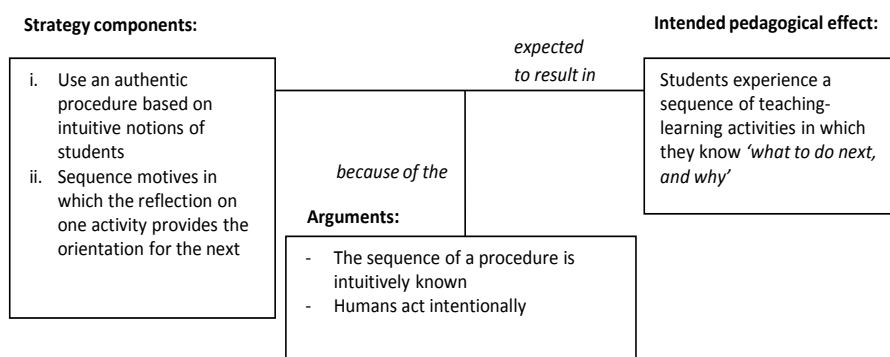 Strategy components:
i. Use an authentic
procedure based on
intuitive notions of
students
ii. Sequence motives in
which the reflection on
one activity provides the
orientation for the next
expected
to result in
Intended pedagogical effect:
Students experience a
sequence of teaching-
learning activities in which
they know ‘what to do next,
and why’
because of the
Arguments:
- The sequence of a procedure is
intuitively known
- Humans act intentionally